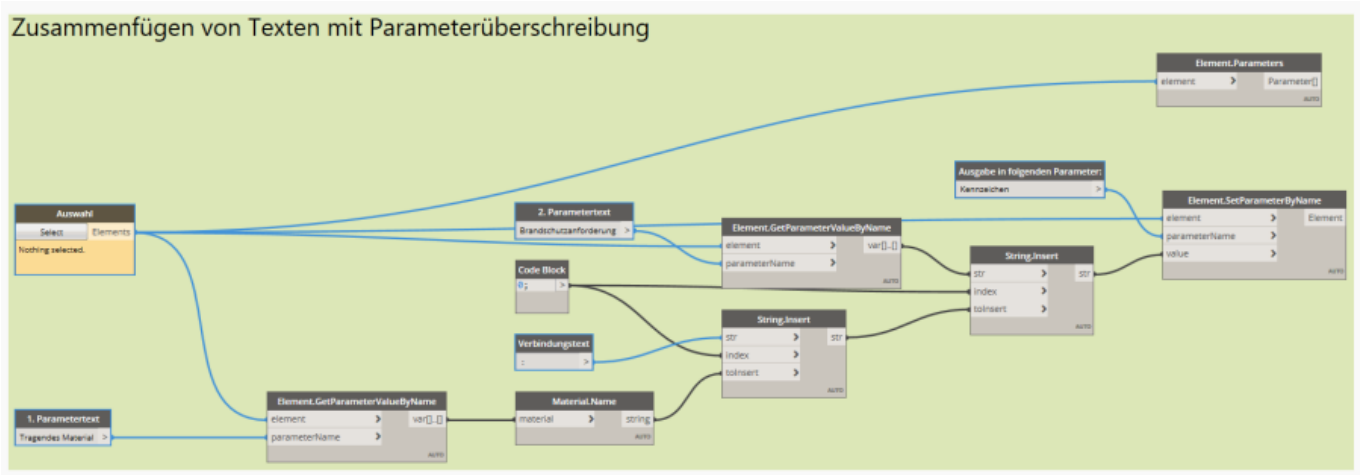 Zusammenfügen von Texten mit Parameterüberschreibung
Element.Parameters
element > Parameter[]
AUTO
Ausgabe in folgenden Parameter:
Kennzeichen >
Auswahl
Select Elements
Nothing selected.
2. Parametertext
Brandschutzanforderung >
Element.GetParameterValueByName
element > var[]..[]
parameterName >
AUTO
Element.SetParameterByName
element > Element
parameterName >
value >
AUTO
Code Block
0; >
String.Insert
str > str
index >
toInsert >
AUTO
String.Insert
str > str
index >
toInsert >
AUTO
Verbindungstext
: >
1. Parametertext
Tragendes Material >
Element.GetParameterValueByName
element > var[]..[]
parameterName >
AUTO
Material.Name
material > string
AUTO